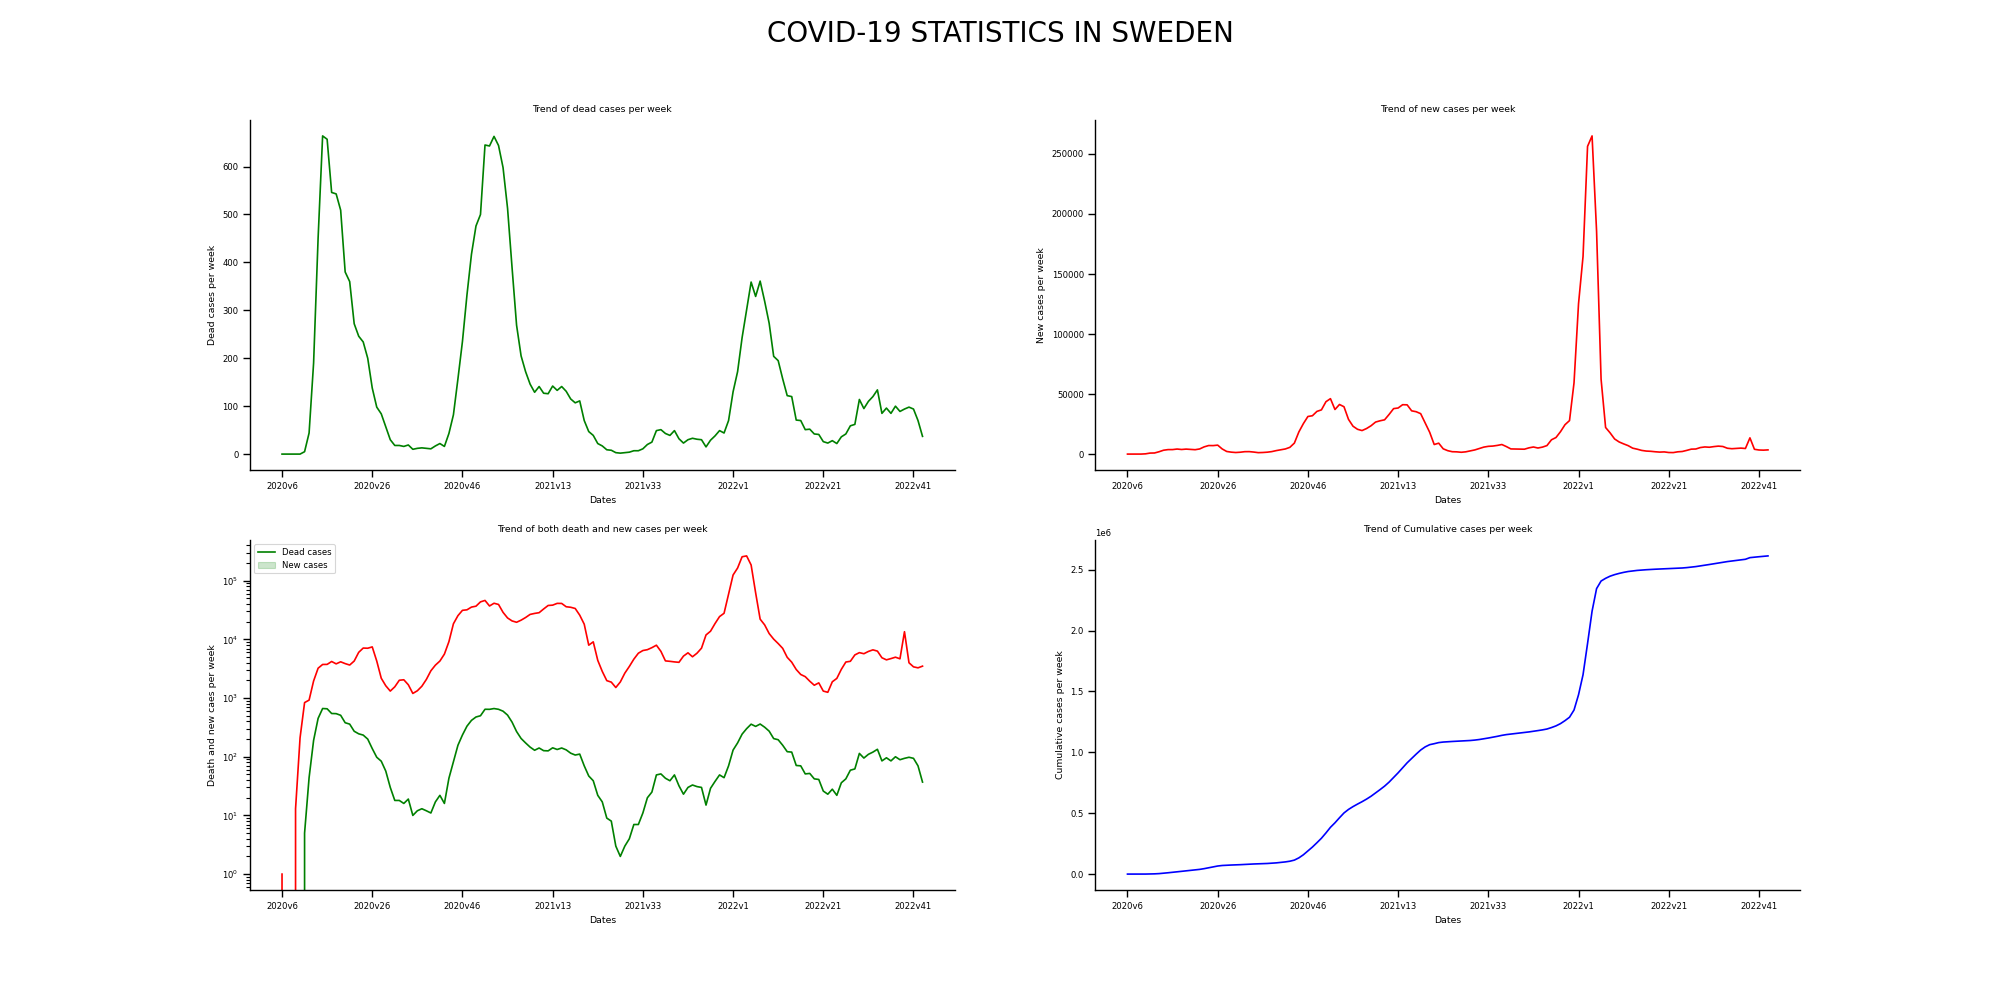 COVID-19 STATISTICS IN SWEDEN
Trend of dead cases per week
Dead cases per week
600
500
400
300
200
100
0
2020v6 2020v26 2020v46 2021v13 2021v33 2022v1 2022v21 2022v41
Dates
Trend of new cases per week
New cases per week
250000
200000
150000
100000
50000
0
2020v6 2020v26 2020v46 2021v13 2021v33 2022v1 2022v21 2022v41
Dates
Trend of both death and new cases per week
Dead cases
New cases
Death and new caes per week
10⁵
10⁴
10³
10²
10¹
10⁰
2020v6 2020v26 2020v46 2021v13 2021v33 2022v1 2022v21 2022v41
Dates
Trend of Cumulative cases per week
1e6
Cumulative cases per week
2.5
2.0
1.5
1.0
0.5
0.0
2020v6 2020v26 2020v46 2021v13 2021v33 2022v1 2022v21 2022v41
Dates